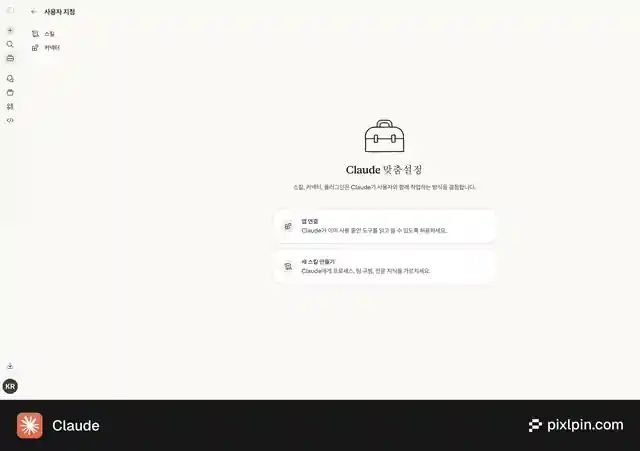 사용자 지정
스킬
커넥터
Claude 맞춤설정
스킬, 커넥터, 플러그인은 Claude가 사용자와 함께 작업하는 방식을 결정합니다.
앱 연결
Claude가 이미 사용 중인 도구를 읽고 쓸 수 있도록 허용하세요.
새 스킬 만들기
Claude에게 프로세스, 팀 규범, 전문 지식을 가르치세요.
KR
Claude
pixlpin.com